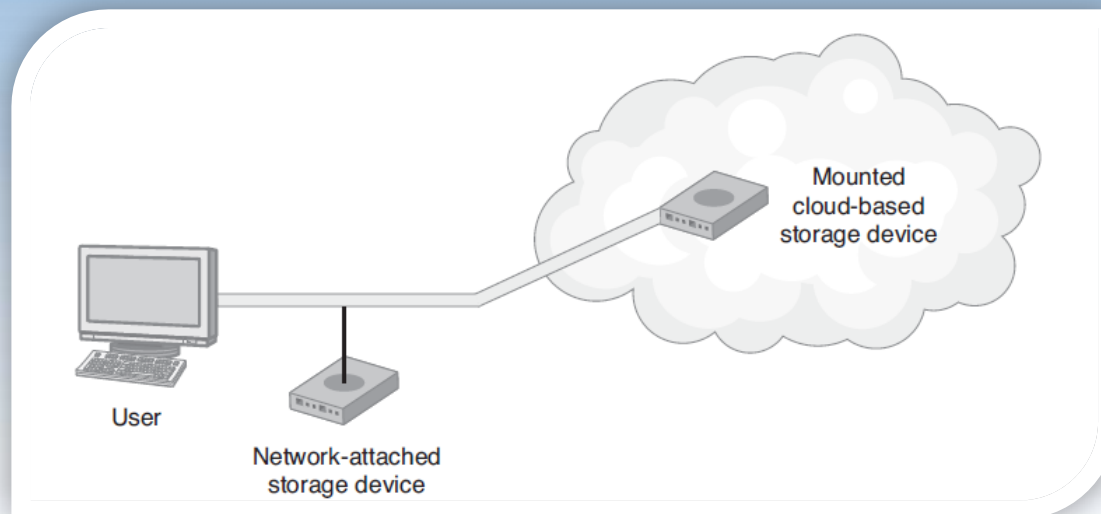 Mounted
cloud-based
storage device
User
Network-attached
storage device